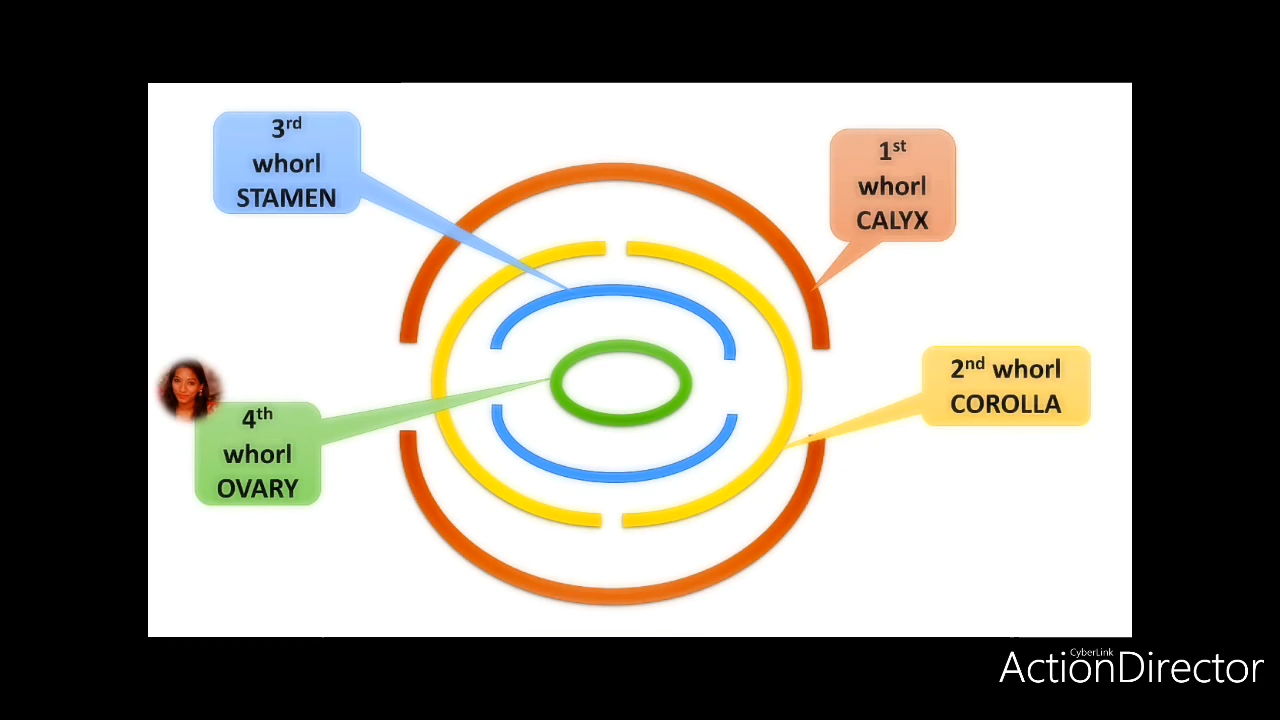 3rd
whorl
STAMEN
1st
whorl
CALYX
2nd whorl
COROLLA
4th
whorl
OVARY
CyberLink
ActionDirector